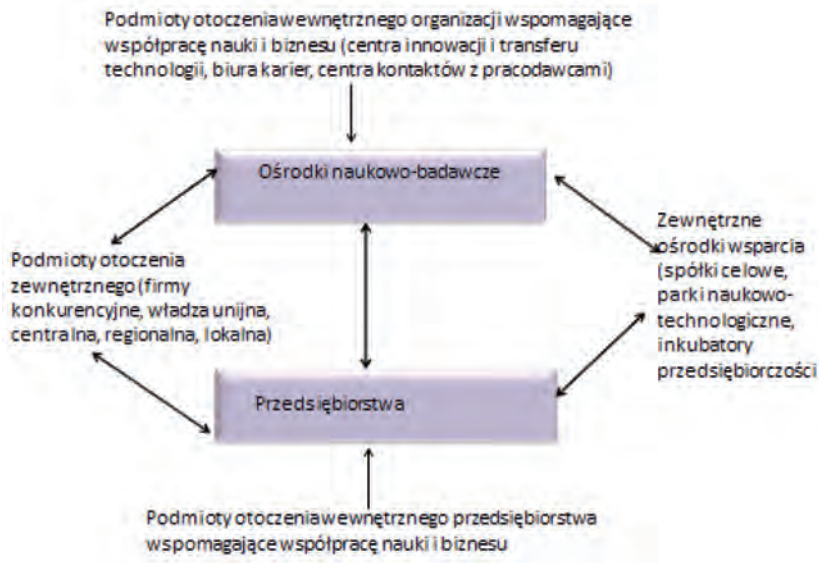 Podmioty otoczenia wewnętrznego organizacji wspomagające
współpracę nauki i biznesu (centra innowacji i transferu
technologii, biura karier, centra kontaktów z pracodawcami)
Ośrodki naukowo-badawcze
Podmioty otoczenia
zewnętrznego (firmy
konkurencyjne, władza unijna,
centralna, regionalna, lokalna)
Zewnętrzne
ośrodki wsparcia
(spółki celowe,
parki naukowo-
technologiczne,
inkubatory
przedsiębiorczości
Przedsiębiorstwa
Podmioty otoczenia wewnętrznego przedsiębiorstwa
wspomagające współpracę nauki i biznesu